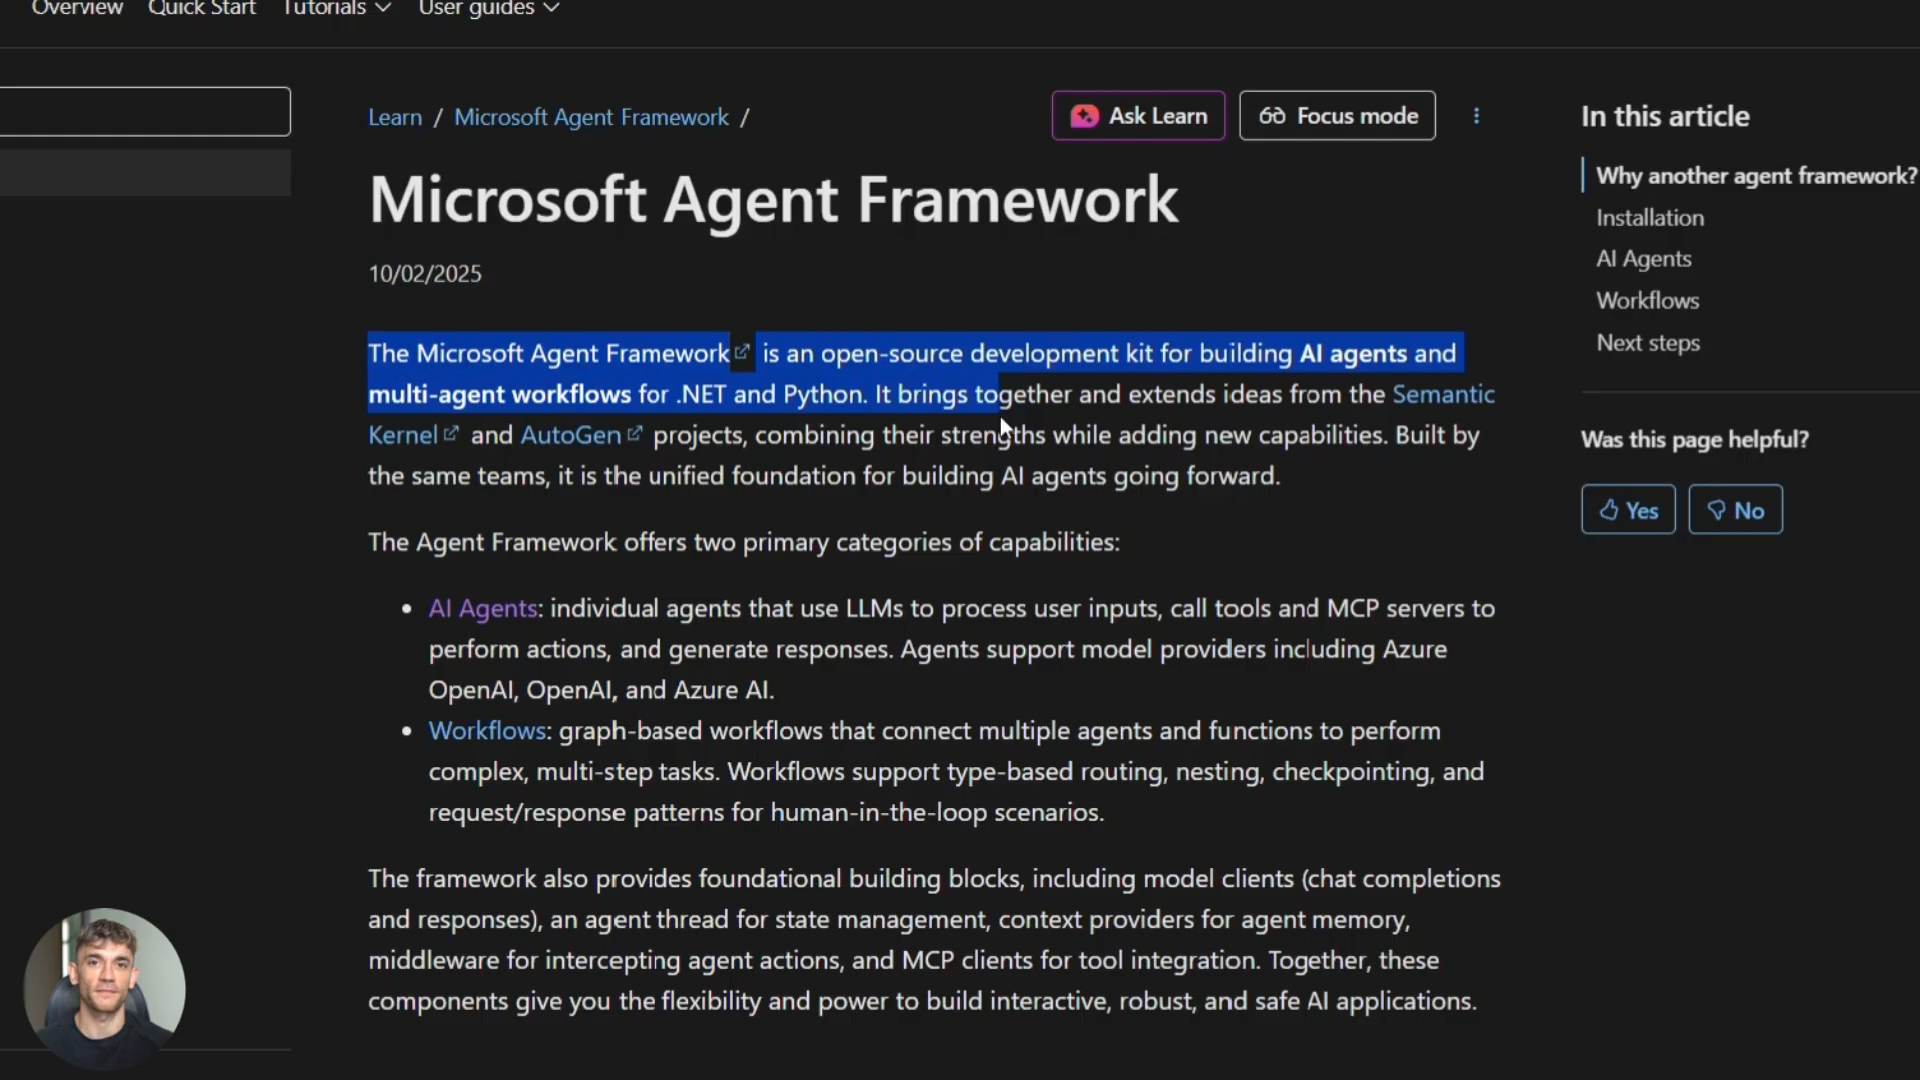 Overview Quick Start Tutorials User guides
Learn / Microsoft Agent Framework /
Ask Learn
Focus mode
Microsoft Agent Framework
10/02/2025
The Microsoft Agent Framework is an open-source development kit for building AI agents and
multi-agent workflows for .NET and Python. It brings together and extends ideas from the Semantic
Kernel and AutoGen projects, combining their strengths while adding new capabilities. Built by
the same teams, it is the unified foundation for building AI agents going forward.
The Agent Framework offers two primary categories of capabilities:
• AI Agents: individual agents that use LLMs to process user inputs, call tools and MCP servers to
perform actions, and generate responses. Agents support model providers including Azure
OpenAI, OpenAI, and Azure AI.
• Workflows: graph-based workflows that connect multiple agents and functions to perform
complex, multi-step tasks. Workflows support type-based routing, nesting, checkpointing, and
request/response patterns for human-in-the-loop scenarios.
The framework also provides foundational building blocks, including model clients (chat completions
and responses), an agent thread for state management, context providers for agent memory,
middleware for intercepting agent actions, and MCP clients for tool integration. Together, these
components give you the flexibility and power to build interactive, robust, and safe AI applications.
In this article
Why another agent framework?
Installation
AI Agents
Workflows
Next steps
Was this page helpful?
Yes
No